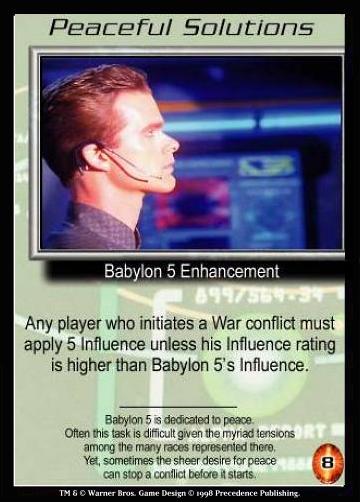 Peaceful Solutions
Babylon 5 Enhancement
899/564-34
Any player who initiates a War conflict must
apply 5 Influence unless his Influence rating
is higher than Babylon 5's Influence.
Babylon 5 is dedicated to peace.
Often this task is difficult given the myriad tensions
among the many races represented there.
Yet, sometimes the sheer desire for peace
can stop a conflict before it starts.
8
TM & © Warner Bros. Game Design © 1998 Precedence Publishing.